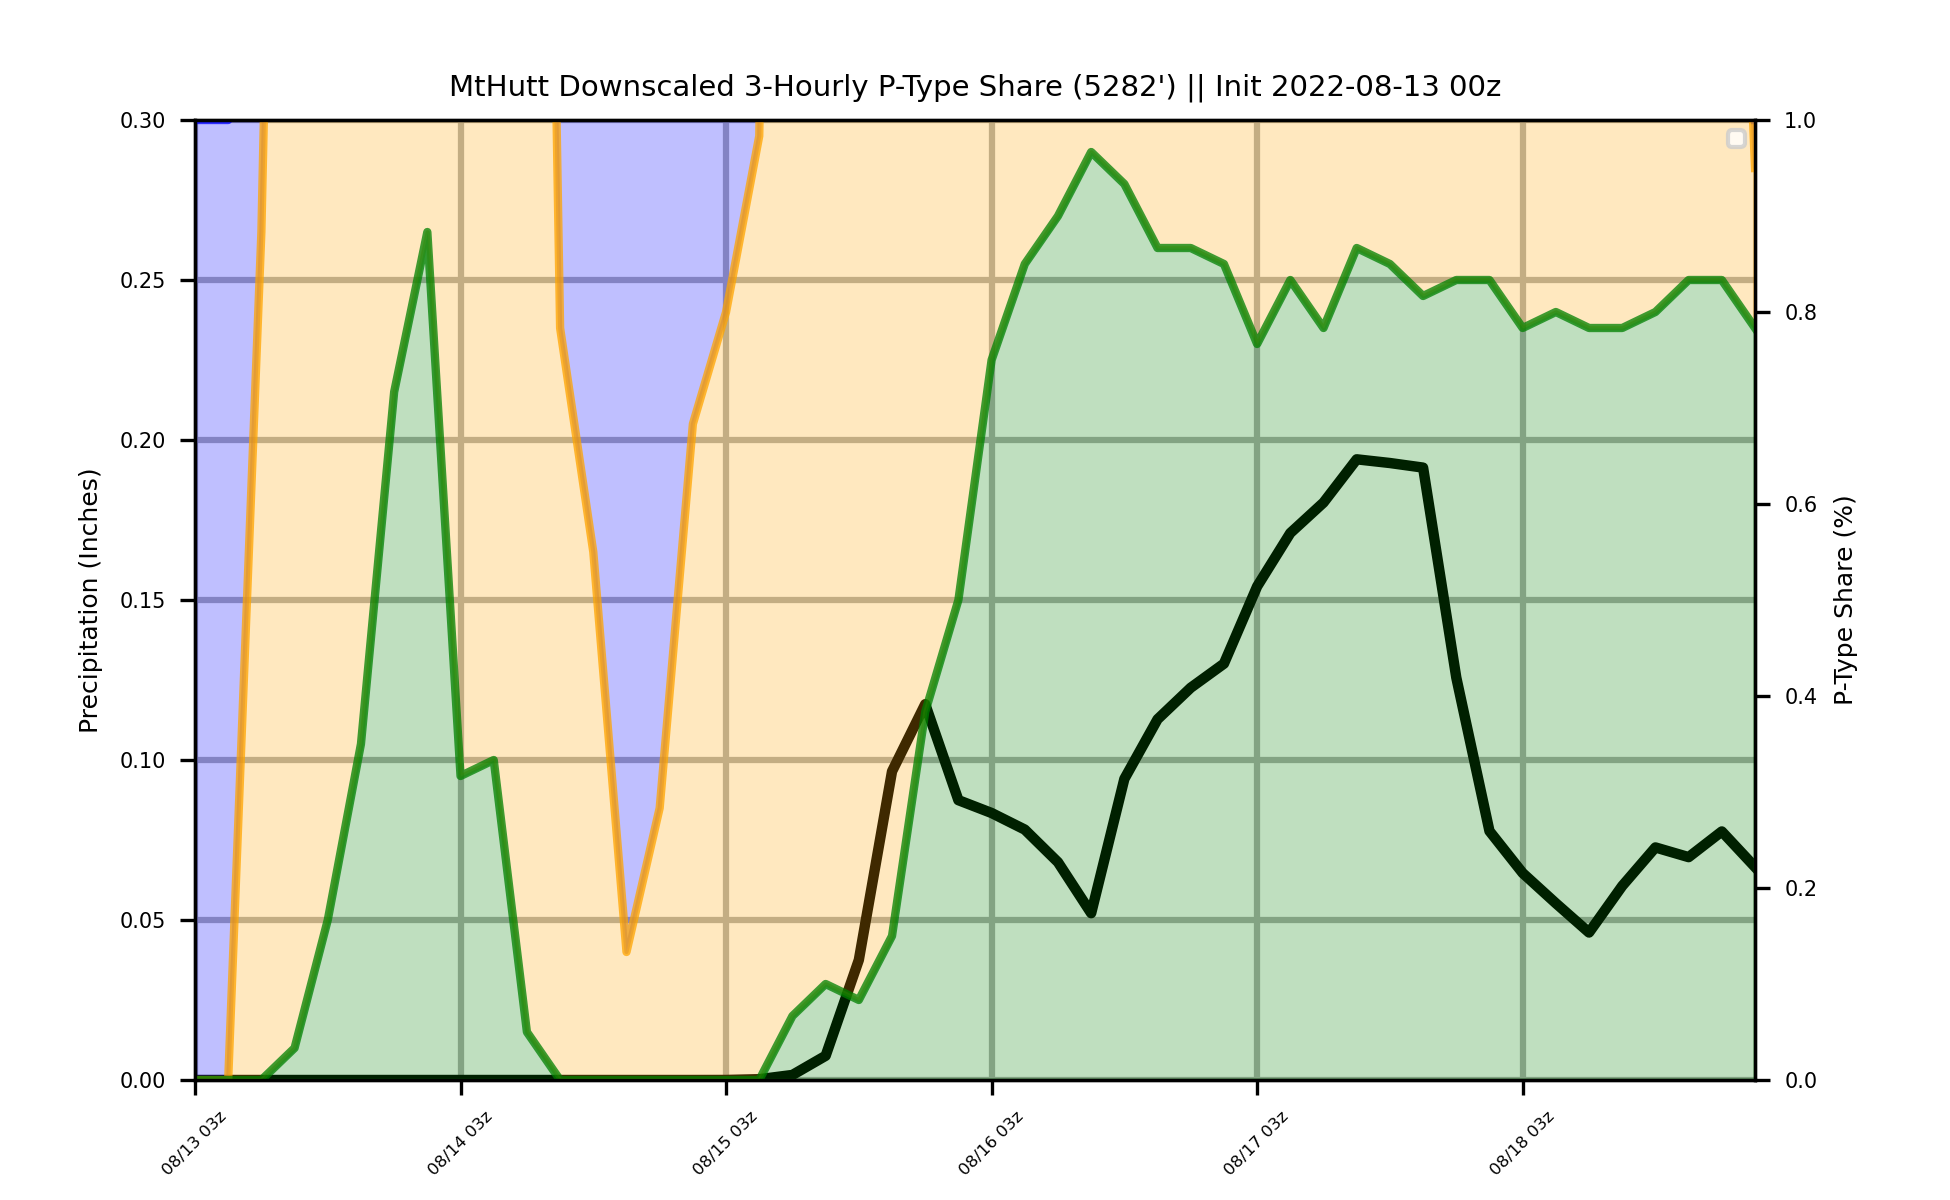 MtHutt Downscaled 3-Hourly P-Type Share (5282') || Init 2022-08-13 00z
Precipitation (Inches)
0.30
0.25
0.20
0.15
0.10
0.05
0.00
1.0
0.8
0.6
0.4
0.2
0.0
P-Type Share (%)
08/13 03z
08/14 03z
08/15 03z
08/16 03z
08/17 03z
08/18 03z